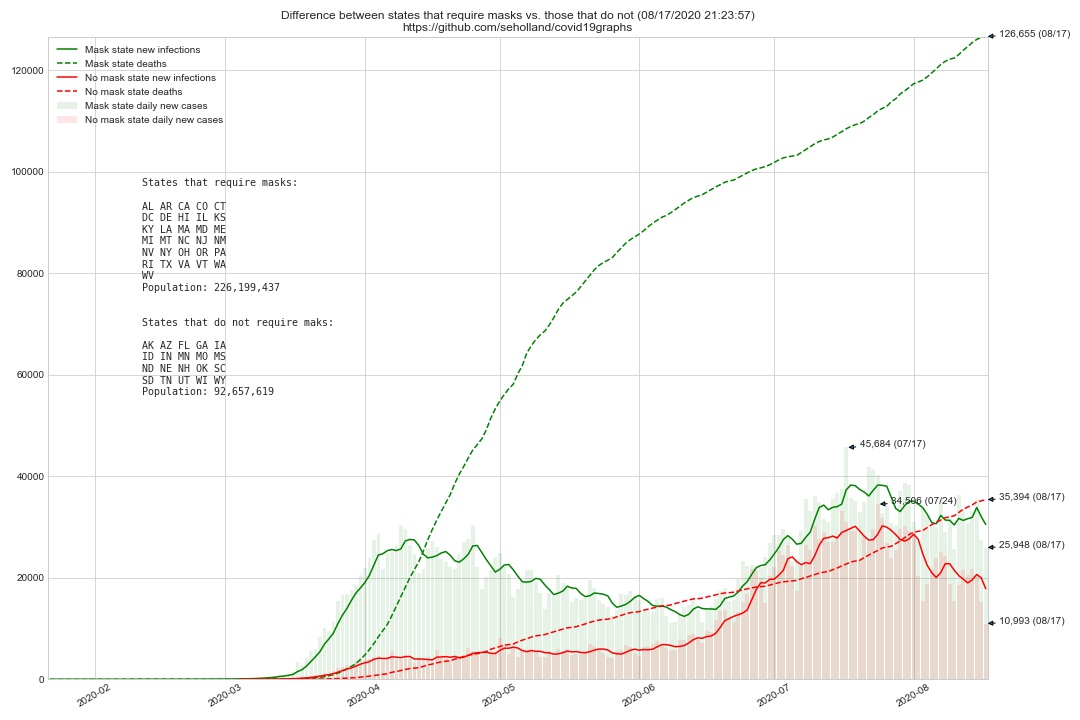 Difference between states that require masks vs. those that do not (08/17/2020 21:23:57)
https://github.com/seholland/covid19graphs
Mask state new infections
Mask state deaths
No mask state new infections
No mask state deaths
Mask state daily new cases
No mask state daily new cases
States that require masks:
AL AR CA CO CT
DC DE HI IL KS
KY LA MA MD ME
MI MT NC NJ NM
NV NY OH OR PA
RI TX VA VT WA
WV
Population: 226,199,437
States that do not require maks:
AK AZ FL GA IA
ID IN MN MO MS
ND NE NH OK SC
SD TN UT WI WY
Population: 92,657,619
126,655 (08/17)
45,684 (07/17)
34,506 (07/24)
35,394 (08/17)
25,948 (08/17)
10,993 (08/17)
120000
100000
80000
60000
40000
20000
0
2020-02
2020-03
2020-04
2020-05
2020-06
2020-07
2020-08